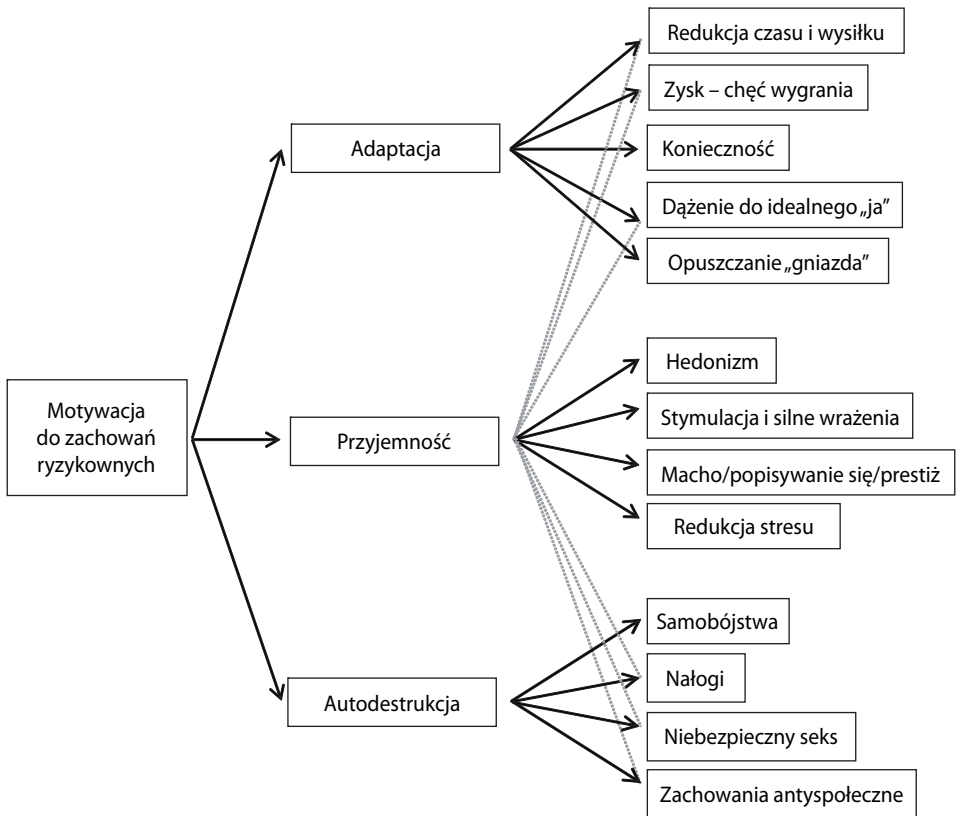 Motywacja
do zachowań
ryzykownych
Adaptacja
Redukcja czasu i wysiłku
Zysk – chęć wygrania
Konieczność
Dążenie do idealnego „ja”
Opuszczanie „gniazda”
Przyjemność
Hedonizm
Stymulacja i silne wrażenia
Macho/popisywanie się/prestiż
Redukcja stresu
Autodestrukcja
Samobójstwa
Nałogi
Niebezpieczny seks
Zachowania antyspołeczne